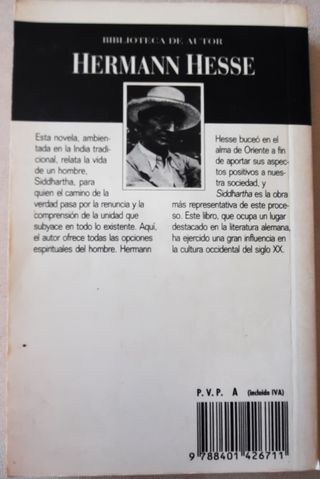 BIBLIOTECA DE AUTOR
HERMANN HESSE
Esta novela, ambien-
tada en la India tradi-
cional, relata la vida
de un hombre,
Siddhartha, para
quien el camino de la
verdad pasa por la renuncia y la
comprensión de la unidad que
subyace en todo lo existente. Aquí,
el autor ofrece todas las opciones
espirituales del hombre. Hermann
Hesse buceó en el
alma de Oriente a fin
de aportar sus aspec-
tos positivos a nues-
tra sociedad, y
Siddhartha es la obra
más representativa de este proce-
so. Este libro, que ocupa un lugar
destacado en la literatura alemana,
ha ejercido una gran influencia en
la cultura occidental del siglo XX.
P.V.P. A (incluido IVA)
9 788401 426711